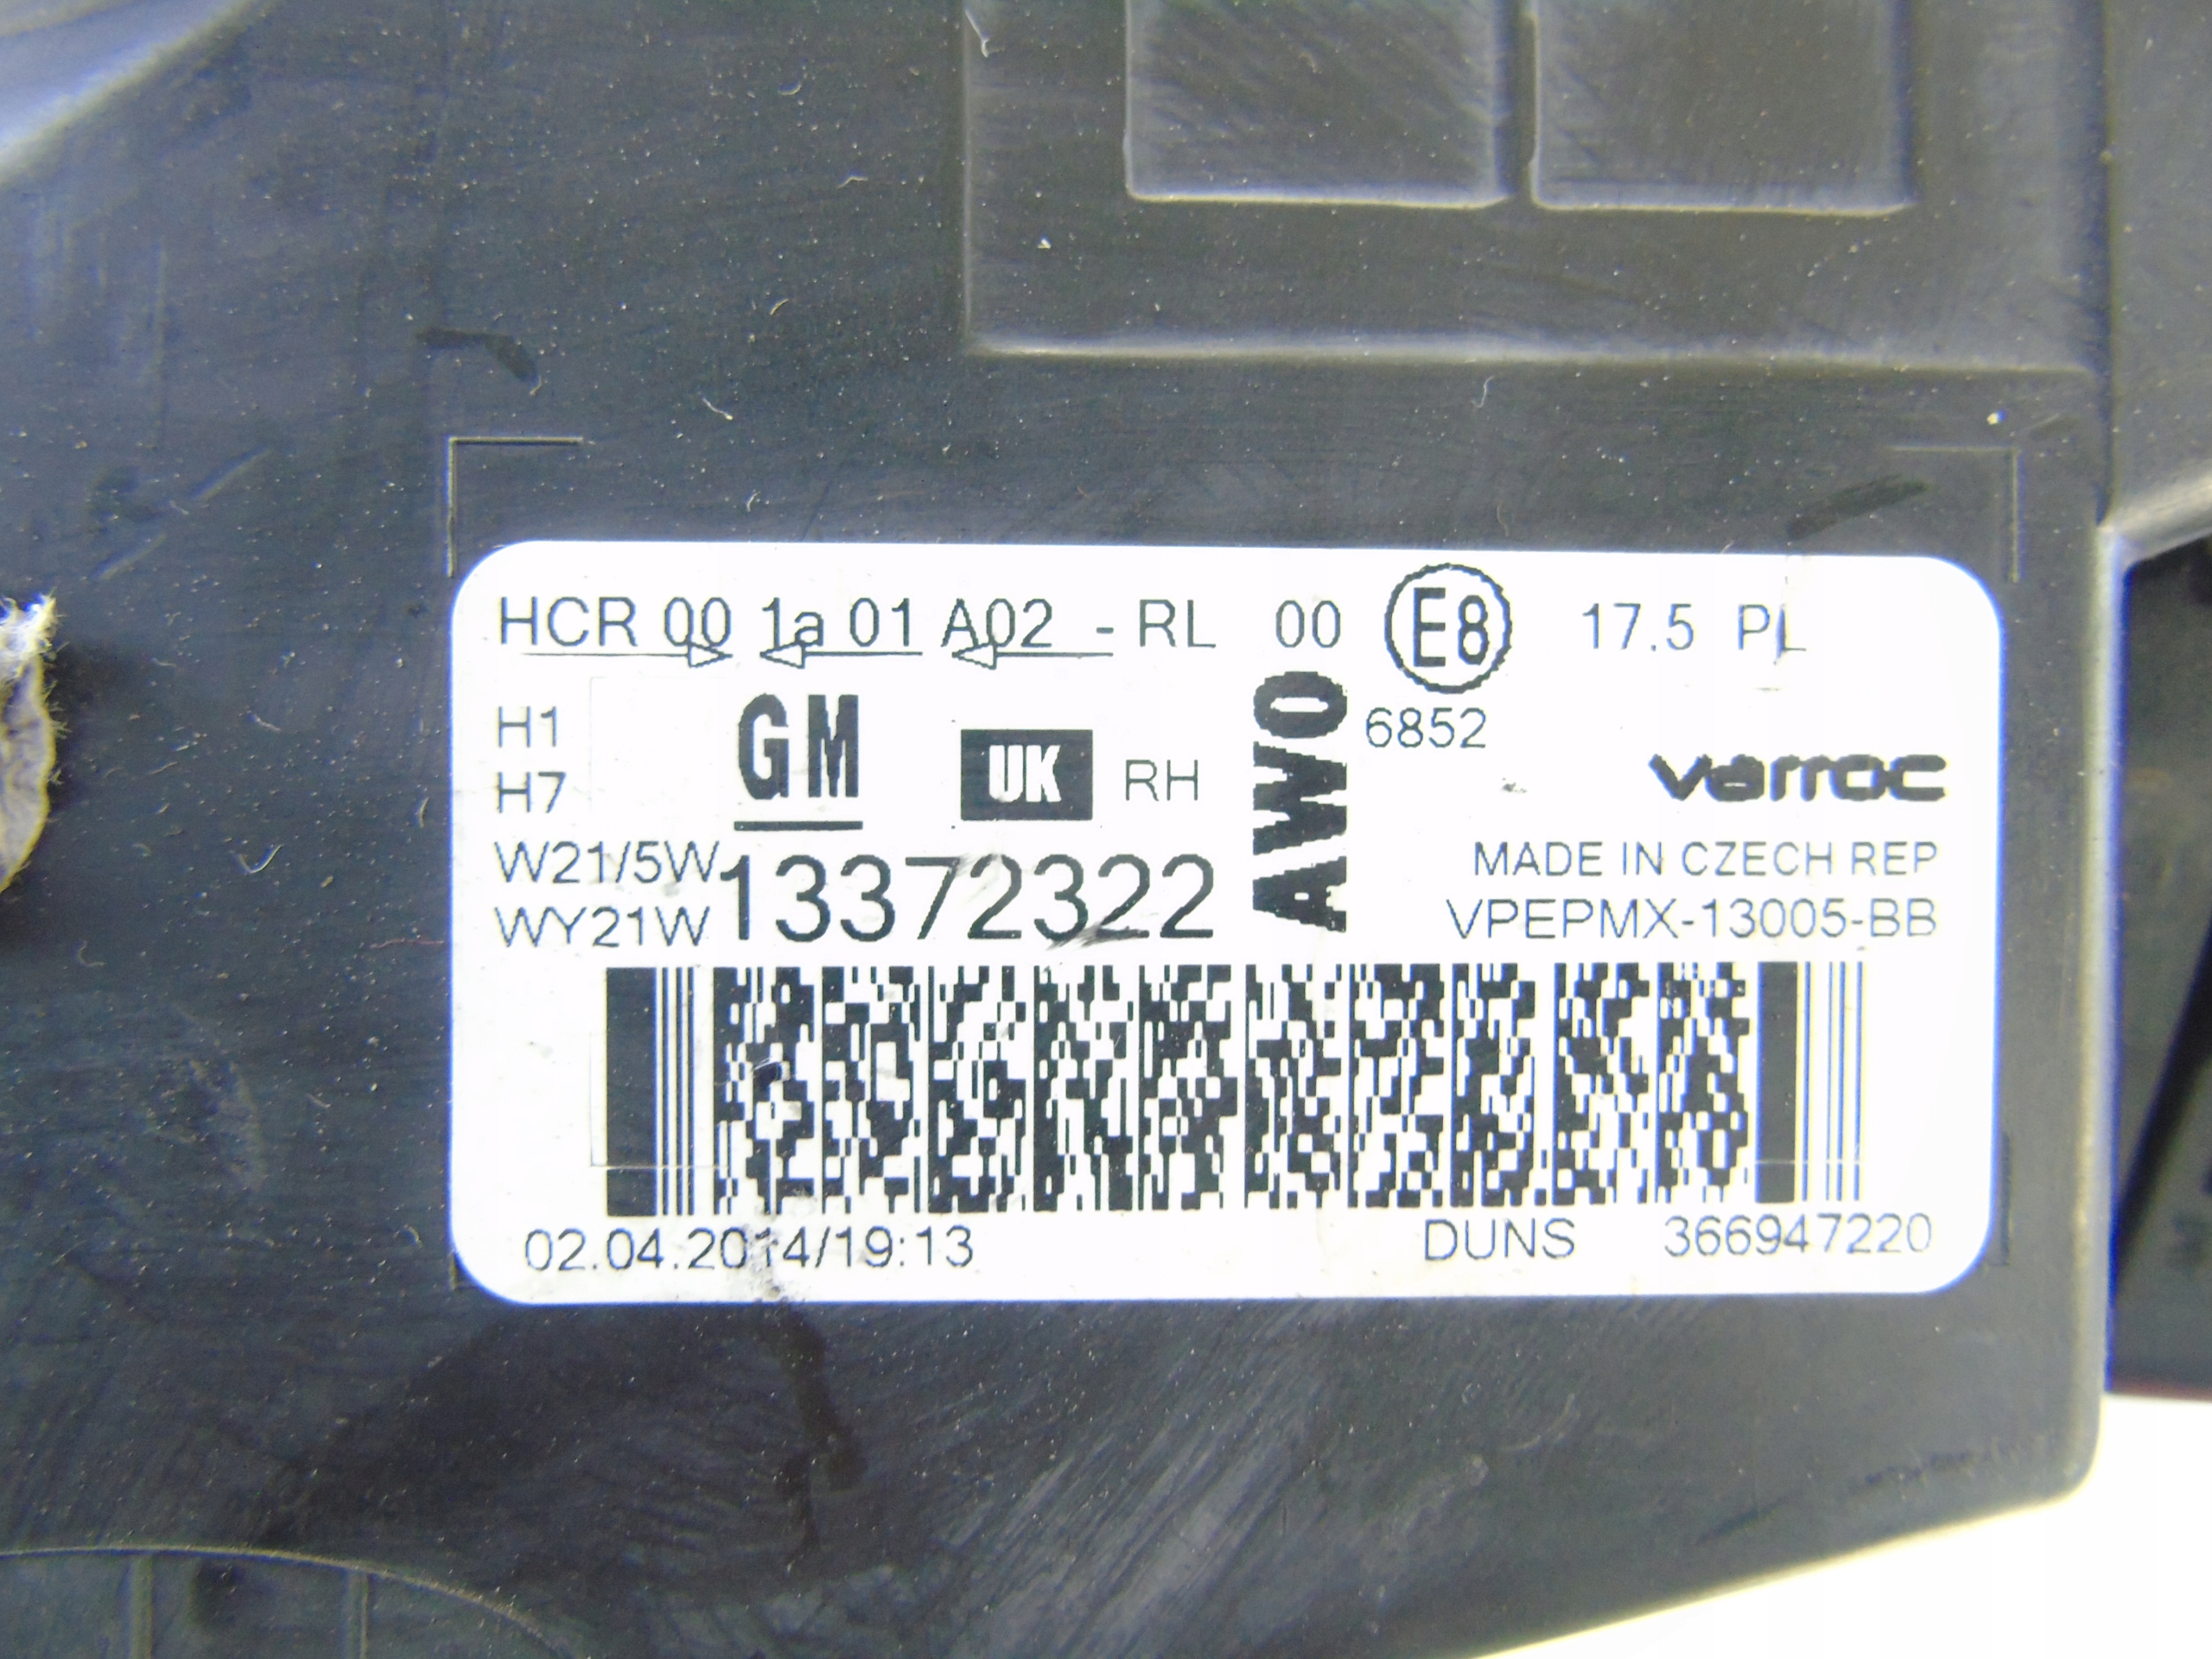 HCR 00 1a 01 A02 - RL 00 E8 17.5 PL
6852
H1
H7
W21/5W
WY21W
GM
UK RH
AWO
13372322
varroc
MADE IN CZECH REP
VPEPMX-13005-BB
02.04.2014/19:13
DUNS 366947220